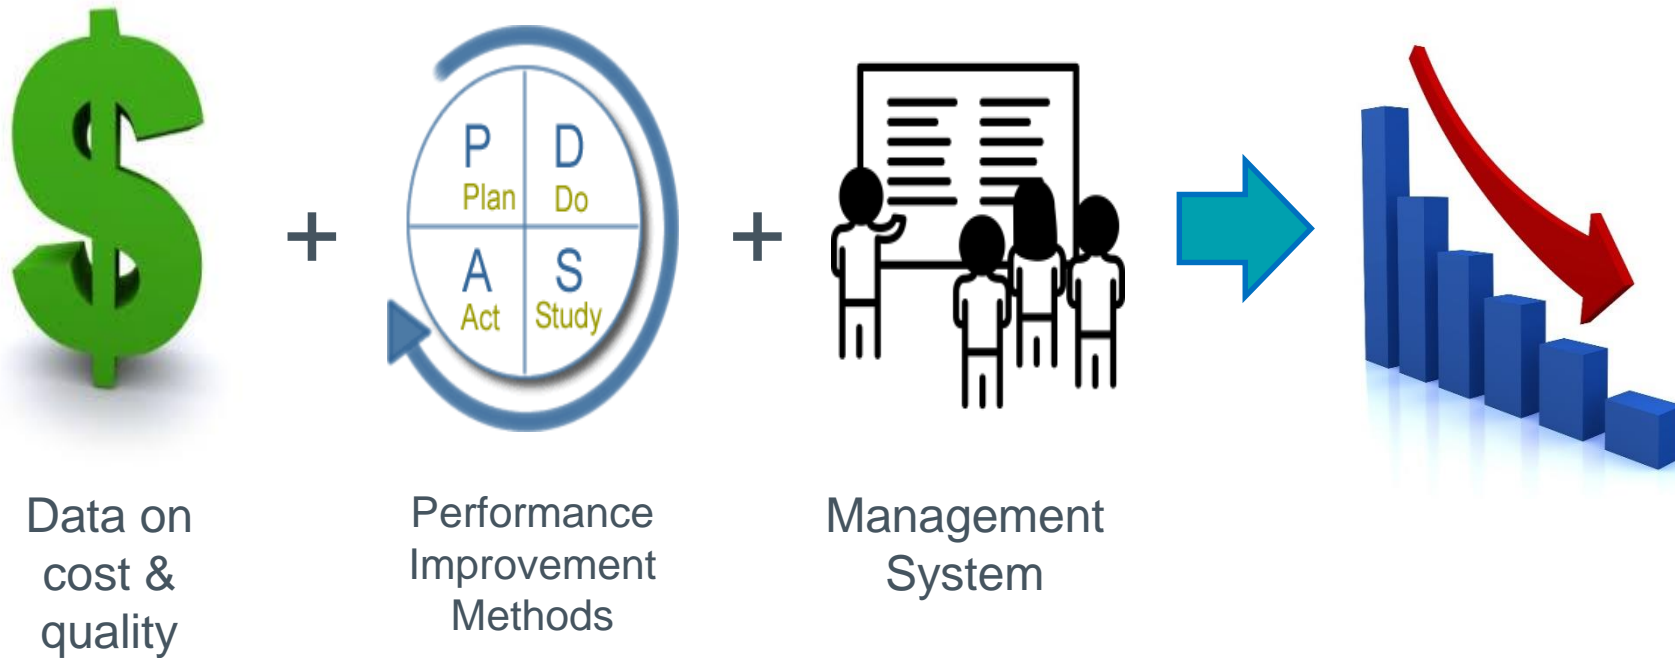 P
D
Plan
Do
A
S
Act
Study
+
+
Data on
cost &
quality
Performance
Improvement
Methods
Management
System